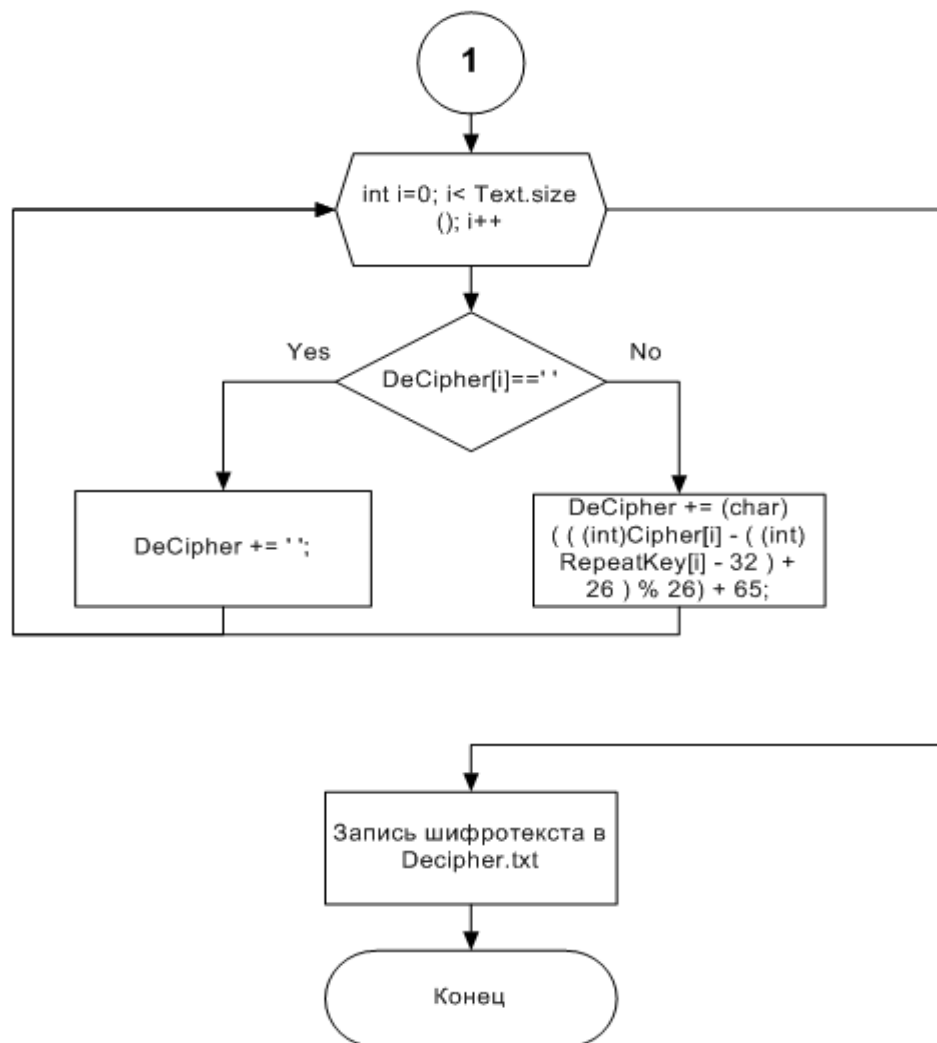 1
int i=0; i< Text.size
(); i++
Yes
No
DeCipher[i]==' '
DeCipher += ' ';
DeCipher += (char)
( ( ( (int)Cipher[i] - ( (int)
RepeatKey[i] - 32 ) +
26 ) % 26) + 65;
Запись шифротекста в
Decipher.txt
Конец